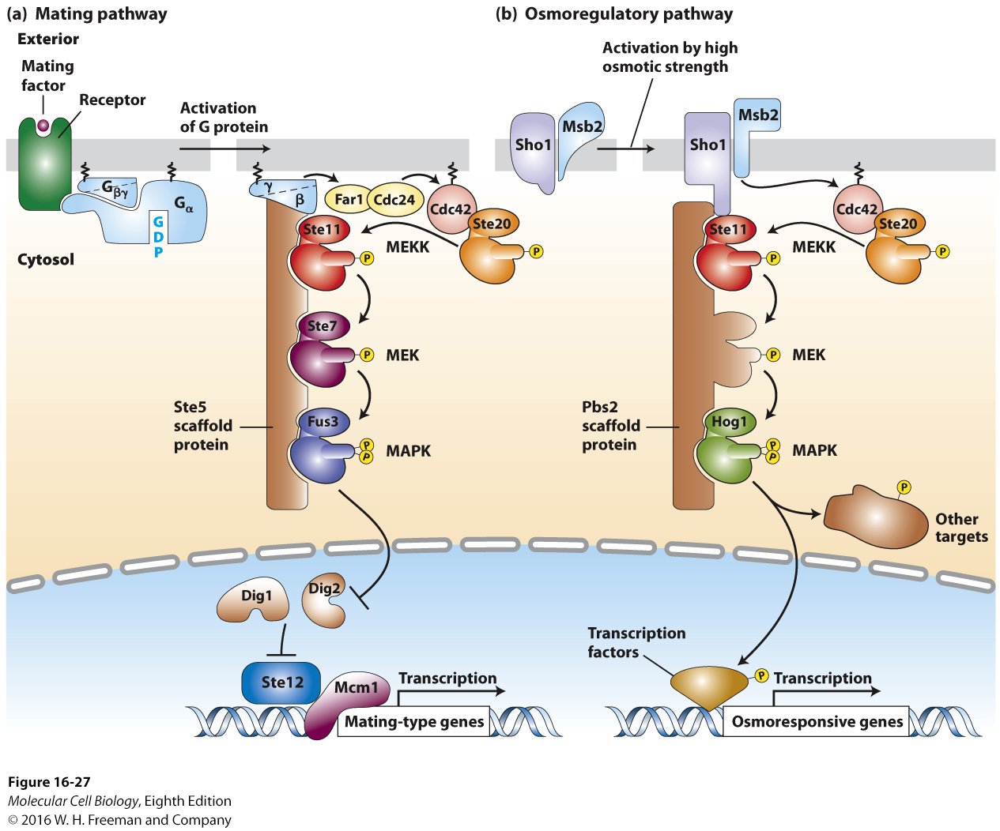 (a) Mating pathway
Exterior
Mating
factor
Receptor
Activation
of G protein
Gβγ
Gα
G
D
P
Cytosol
γ
β
Far1
Cdc24
Cdc42
Ste20
P
Ste11
P
MEKK
Ste7
P
MEK
Ste5
scaffold
protein
Fus3
P
P
MAPK
Dig1
Dig2
Ste12
Mcm1
Transcription
Mating-type genes
(b) Osmoregulatory pathway
Activation by high
osmotic strength
Sho1
Msb2
Sho1
Msb2
Cdc42
Ste20
P
Ste11
P
MEKK
P
MEK
Pbs2
scaffold
protein
Hog1
P
P
MAPK
P
Other
targets
Transcription
factors
P
Transcription
Osmoresponsive genes
Figure 16-27
Molecular Cell Biology, Eighth Edition
© 2016 W. H. Freeman and Company